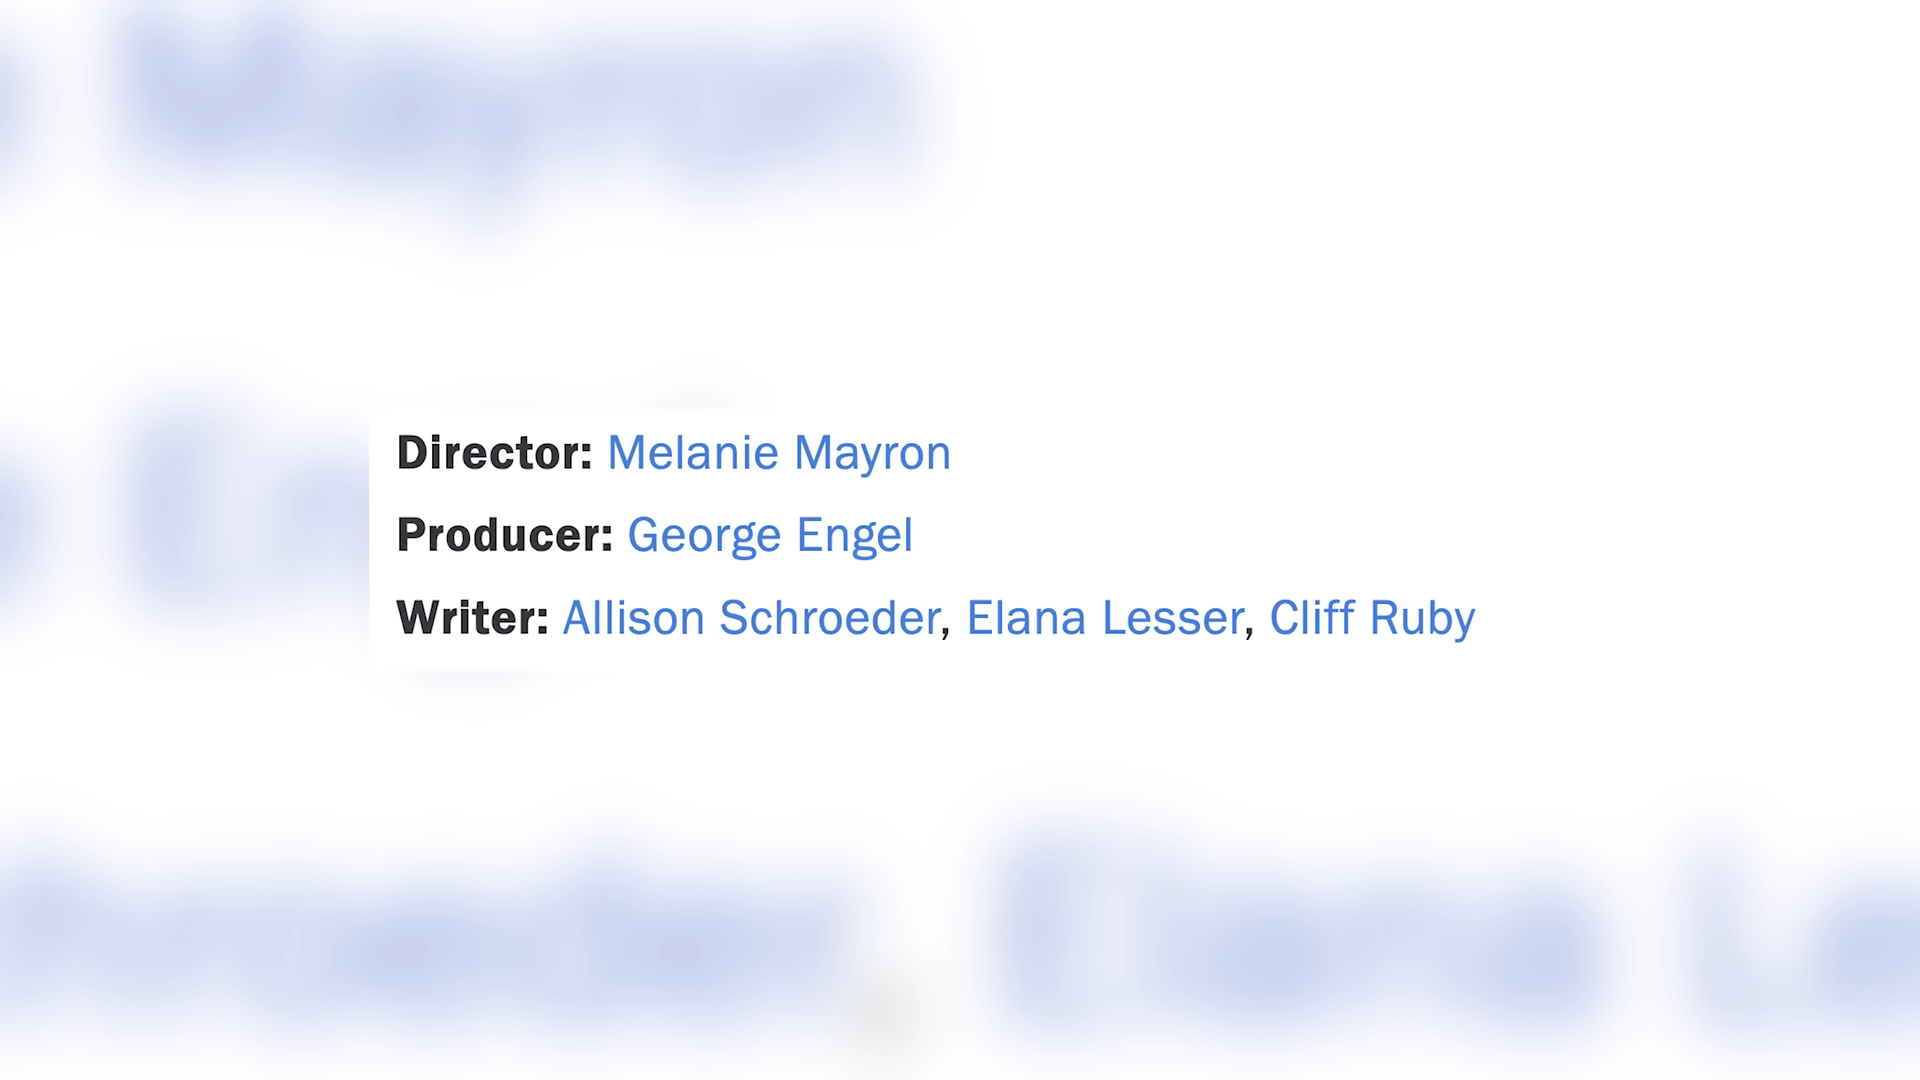 Director: Melanie Mayron
Producer: George Engel
Writer: Allison Schroeder, Elana Lesser, Cliff Ruby